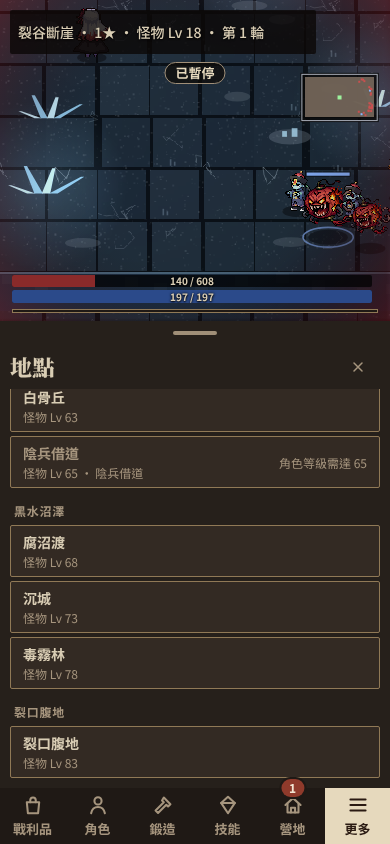 裂谷斷崖 · 1★ · 怪物 Lv 18 · 第 1 輪
已暫停
140 / 608
197 / 197
地點
×
白骨丘
怪物 Lv 63
陰兵借道
怪物 Lv 65 · 陰兵借道
角色等級需達 65
黑水沼澤
腐沼渡
怪物 Lv 68
沉城
怪物 Lv 73
毒霧林
怪物 Lv 78
裂口腹地
裂口腹地
怪物 Lv 83
1
戰利品
角色
鍛造
技能
營地
更多